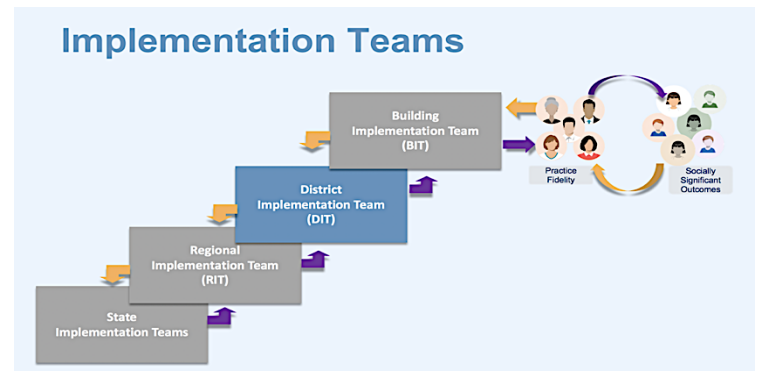 Implementation Teams
Building
Implementation Team
(BIT)
Practice
Fidelity
Socially
Significant
Outcomes
District
Implementation Team
(DIT)
Regional
Implementation Team
(RIT)
State
Implementation Teams